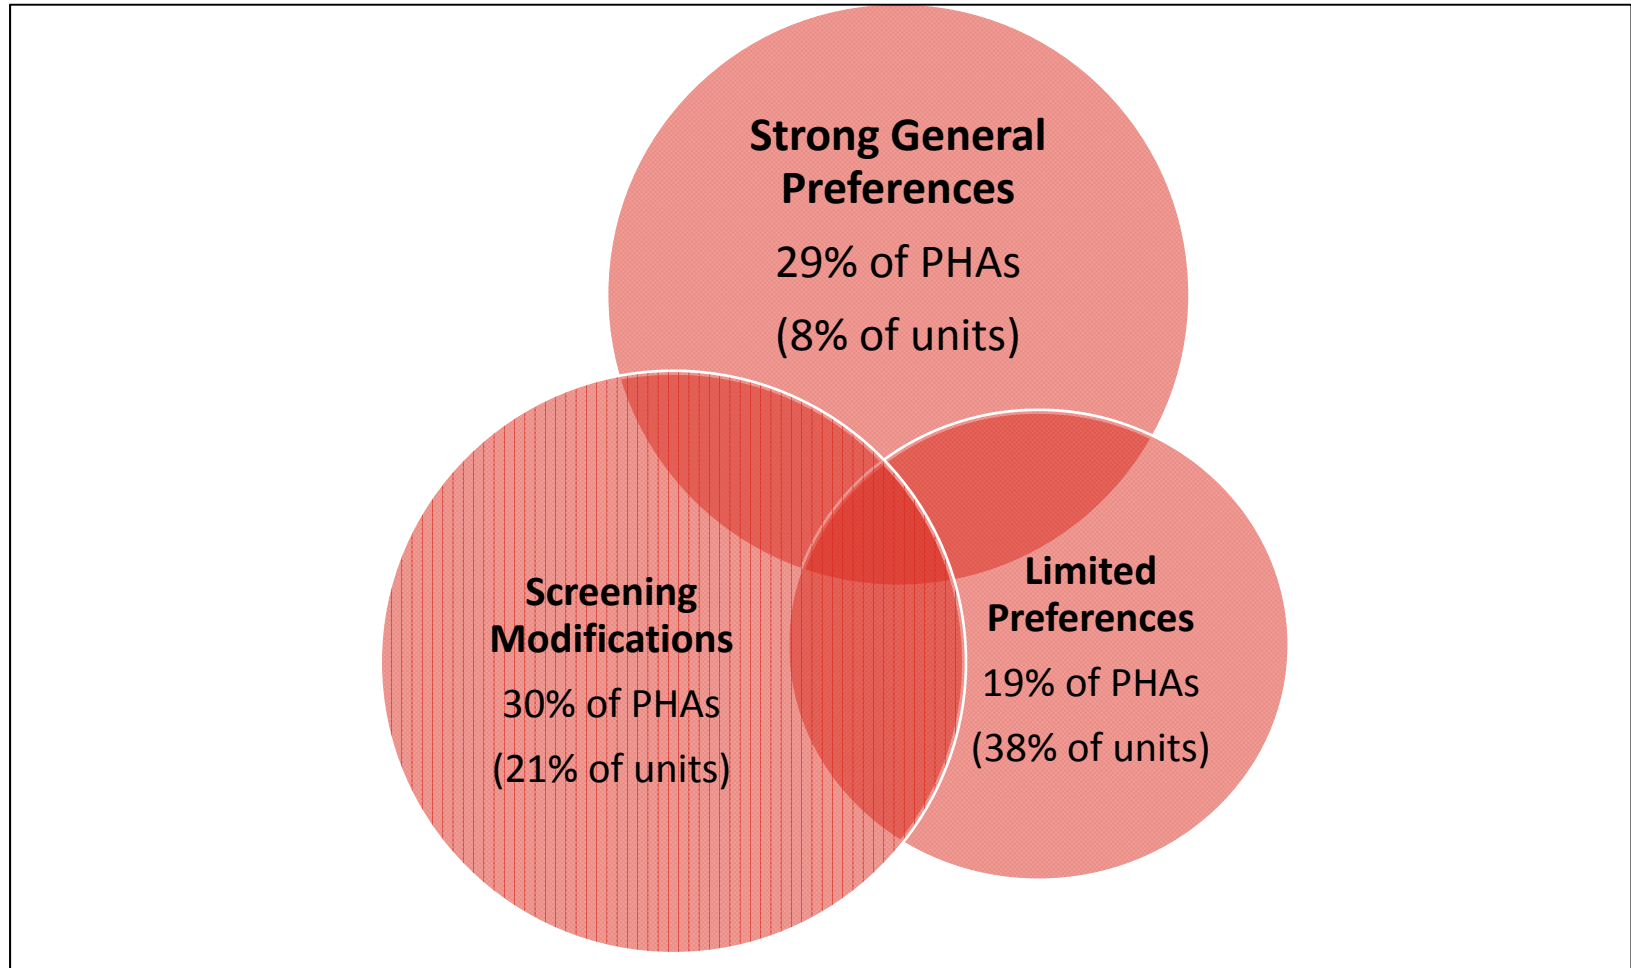 Strong General
Preferences
29% of PHAs
(8% of units)
Screening
Modifications
30% of PHAs
(21% of units)
Limited
Preferences
19% of PHAs
(38% of units)